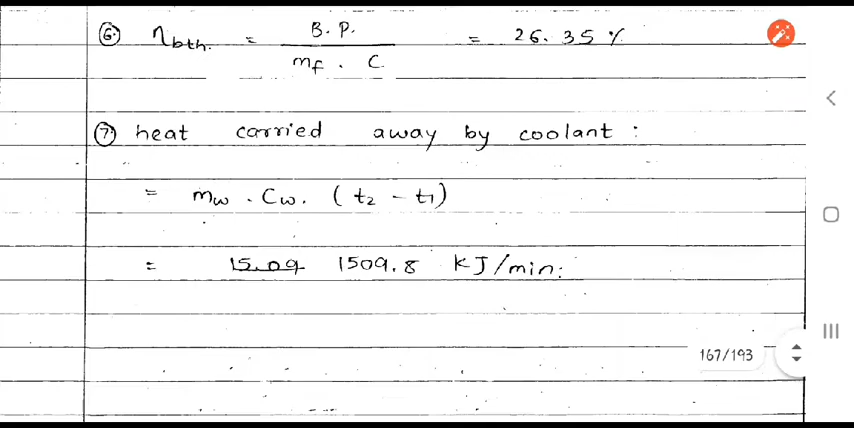 ⑥ η bth. = B.P. / mf . C = 26.35 %
⑦ heat carried away by coolant :
= mw . Cw. ( t2 - t1)
= 15.09 1509.8 KJ/min.
167/193